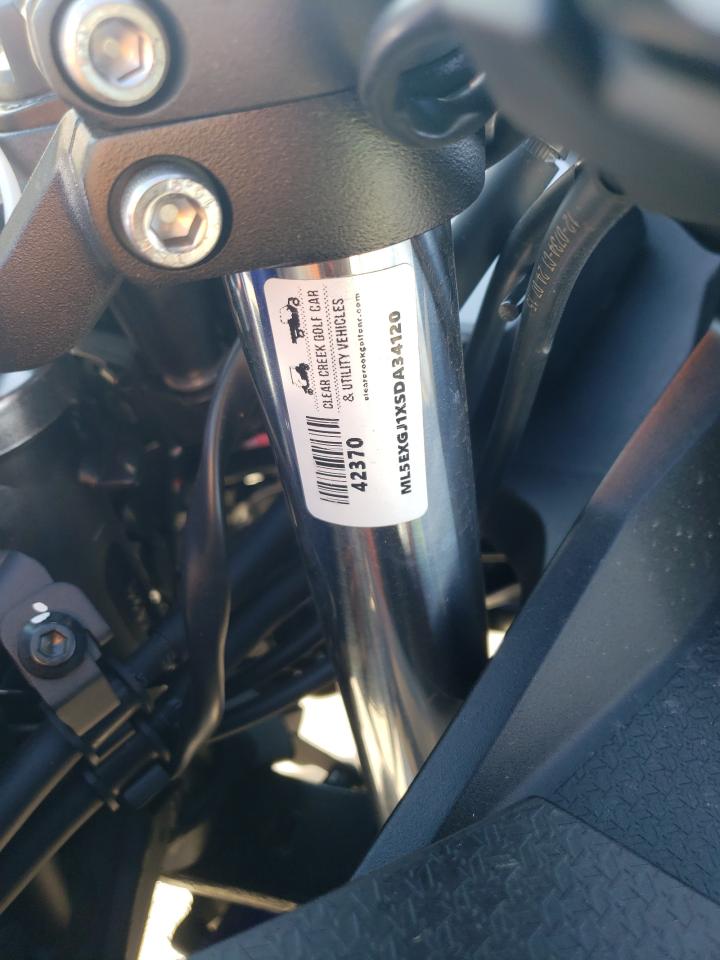 CLEAR CREEK GOLF CAR
& UTILITY VEHICLES
clearcreekgolfcar.com
42370
ML5EXGJ1XSDA34120